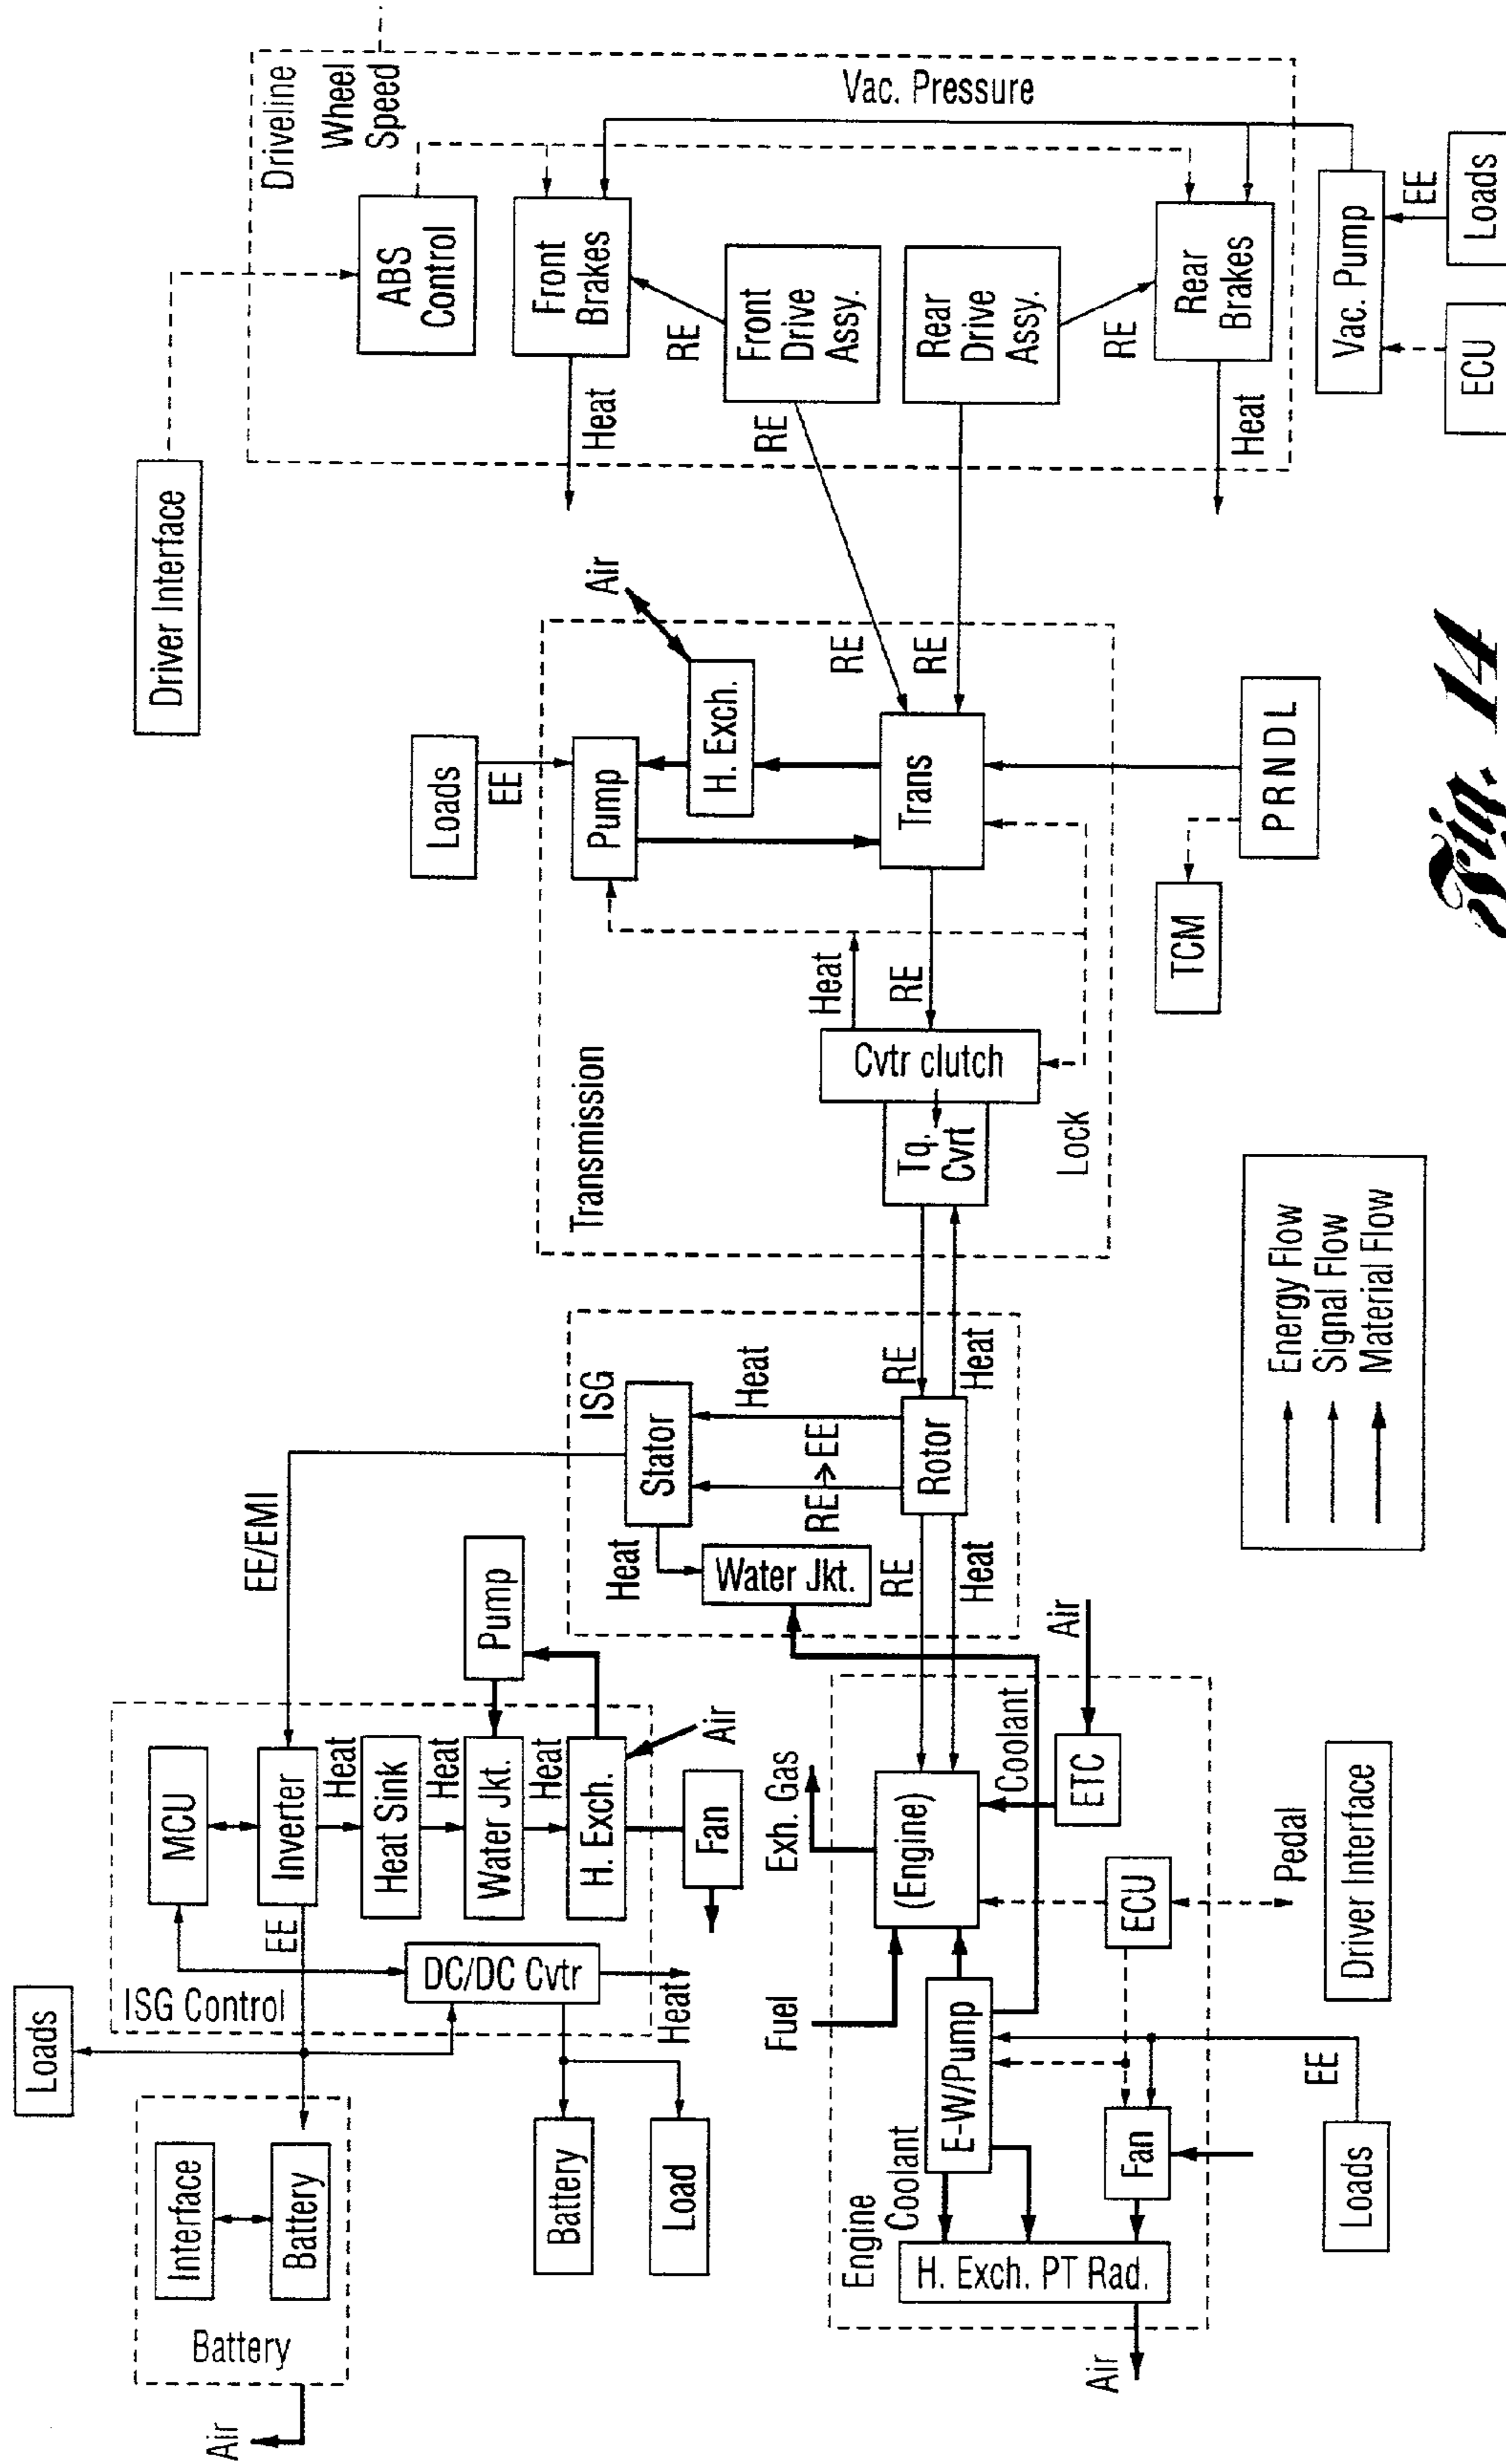 Air
Battery
Interface
Battery
Loads
ISG Control
MCU
EE
Inverter
Heat
Heat Sink
Heat
Water Jkt.
Heat
H. Exch.
DC/DC Cvtr
Heat
Battery
Load
Fan
Air
Pump
EE/EMI
ISG
Stator
Heat
Heat
Water Jkt.
RE > EE
Rotor
RE
Heat
RE
Heat
Engine
Coolant
H. Exch. PT Rad.
Air
E-W/Pump
Fan
Fuel
Exh. Gas
(Engine)
Coolant
ECU
ETC
Air
Pedal
Driver Interface
Loads
EE
Transmission
Tq.
Cvrt
Cvtr clutch
Lock
Heat
RE
Loads
EE
Pump
H. Exch.
Air
Trans
RE
RE
TCM
PRNDL
Driver Interface
Driveline
Wheel
Speed
ABS
Control
Front
Brakes
Heat
RE
Front
Drive
Assy.
RE
Rear
Drive
Assy.
RE
Rear
Brakes
Heat
Vac. Pressure
Vac. Pump
EE
ECU
Loads
Energy Flow
Signal Flow
Material Flow
Fig. 14